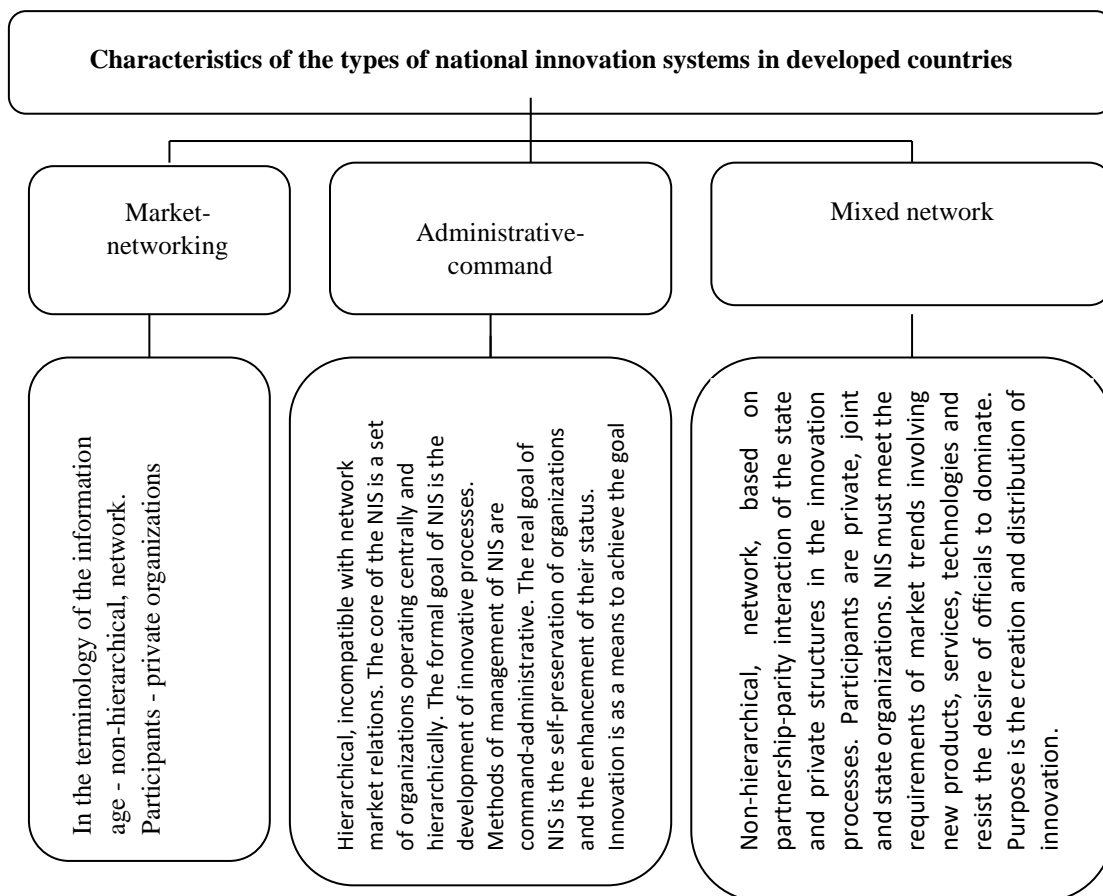 Characteristics of the types of national innovation systems in developed countries
Market-
networking
Administrative-
command
Mixed network
In the terminology of the information
age - non-hierarchical, network.
Participants - private organizations
Hierarchical, incompatible with network
market relations. The core of the NIS is a set
of organizations operating centrally and
hierarchically. The formal goal of NIS is the
development of innovative processes.
Methods of management of NIS are
command-administrative. The real goal of
NIS is the self-preservation of organizations
and the enhancement of their status.
Innovation is as a means to achieve the goal
Non-hierarchical, network, based on
partnership-parity interaction of the state
and private structures in the innovation
processes. Participants are private, joint
and state organizations. NIS must meet the
requirements of market trends involving
new products, services, technologies and
resist the desire of officials to dominate.
Purpose is the creation and distribution of
innovation.